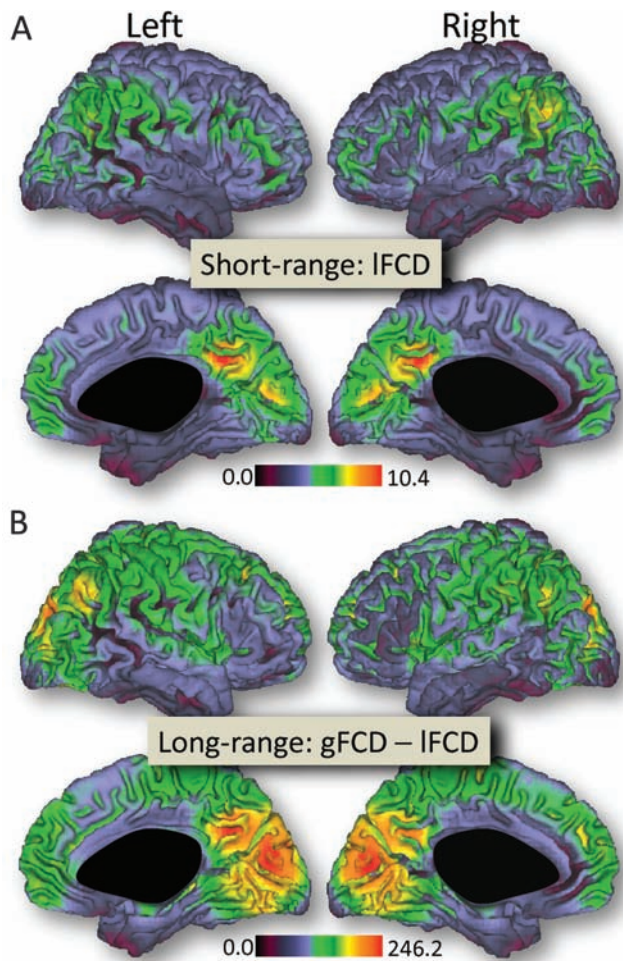 A
Left
Right
Short-range: lFCD
0.0
10.4
B
Long-range: gFCD – lFCD
0.0
246.2